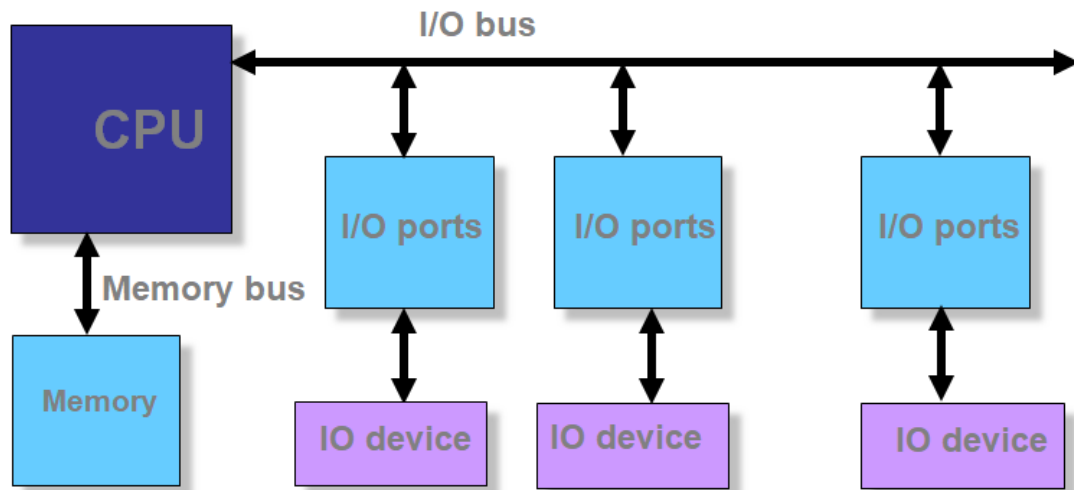 I/O bus
CPU
I/O ports
I/O ports
I/O ports
Memory bus
Memory
IO device
IO device
IO device